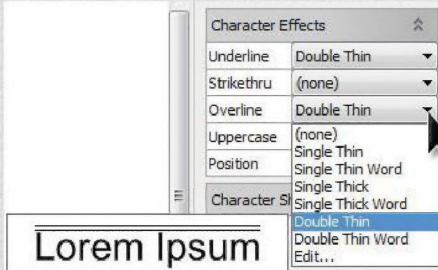 Character Effects
Underline Double Thin
Strikethru (none)
Overline Double Thin
Uppercase (none)
Single Thin
Single Thin Word
Position
Single Thick
Character Sh
Single Thick Word
Double Thin
Double Thin Word
Edit...
Lorem Ipsum